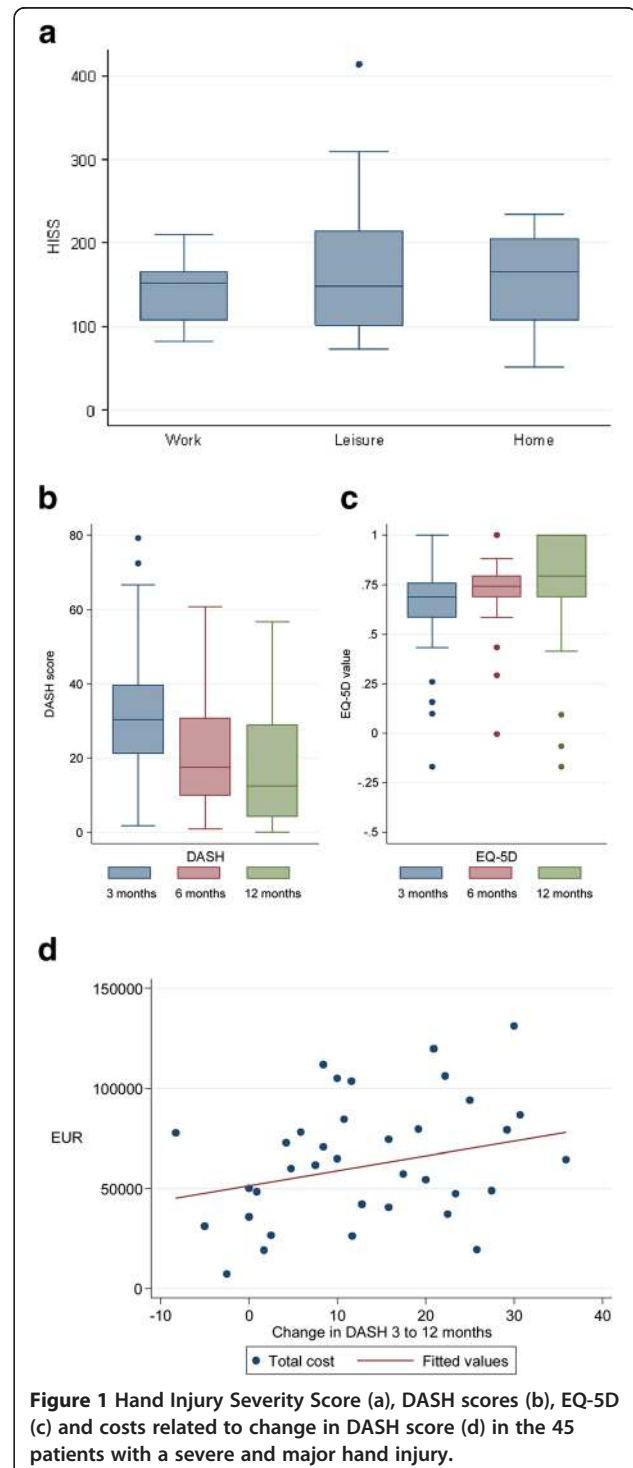 a
400
300
HISS
200
100
0
Work Leisure Home
b
80
60
DASH score
40
20
0
DASH
3 months 6 months 12 months
c
1
.75
.5
EQ-5D value
.25
0
-.25
-.5
EQ-5D
3 months 6 months 12 months
d
150000
100000
EUR
50000
0
-10 0 10 20 30 40
Change in DASH 3 to 12 months
Total cost Fitted values
Figure 1 Hand Injury Severity Score (a), DASH scores (b), EQ-5D
(c) and costs related to change in DASH score (d) in the 45
patients with a severe and major hand injury.